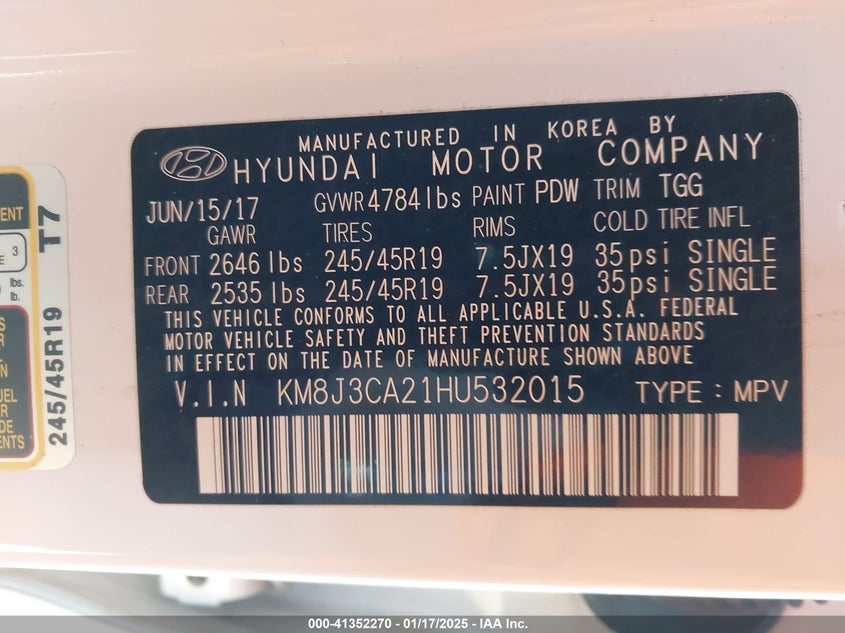 MANUFACTURED IN KOREA BY
HYUNDAI MOTOR COMPANY
JUN/15/17 GVWR 4784 lbs PAINT PDW TRIM TGG
GAWR TIRES RIMS COLD TIRE INFL
FRONT 2646 lbs 245/45R19 7.5JX19 35psi SINGLE
REAR 2535 lbs 245/45R19 7.5JX19 35psi SINGLE
THIS VEHICLE CONFORMS TO ALL APPLICABLE U.S.A. FEDERAL
MOTOR VEHICLE SAFETY AND THEFT PREVENTION STANDARDS
IN EFFECT ON THE DATE OF MANUFACTURE SHOWN ABOVE
V.I.N KM8J3CA21HU532015 TYPE : MPV
245/45R19 T7
3
lbs.
lb.
000-41352270 - 01/17/2025 - IAA Inc.